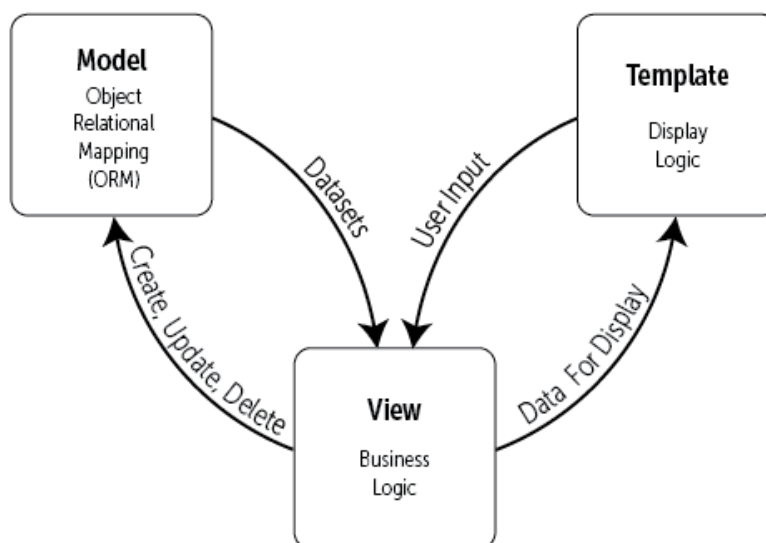 Model
Object
Relational
Mapping
(ORM)
Template
Display
Logic
Datasets
User Input
Create, Update, Delete
Data For Display
View
Business
Logic